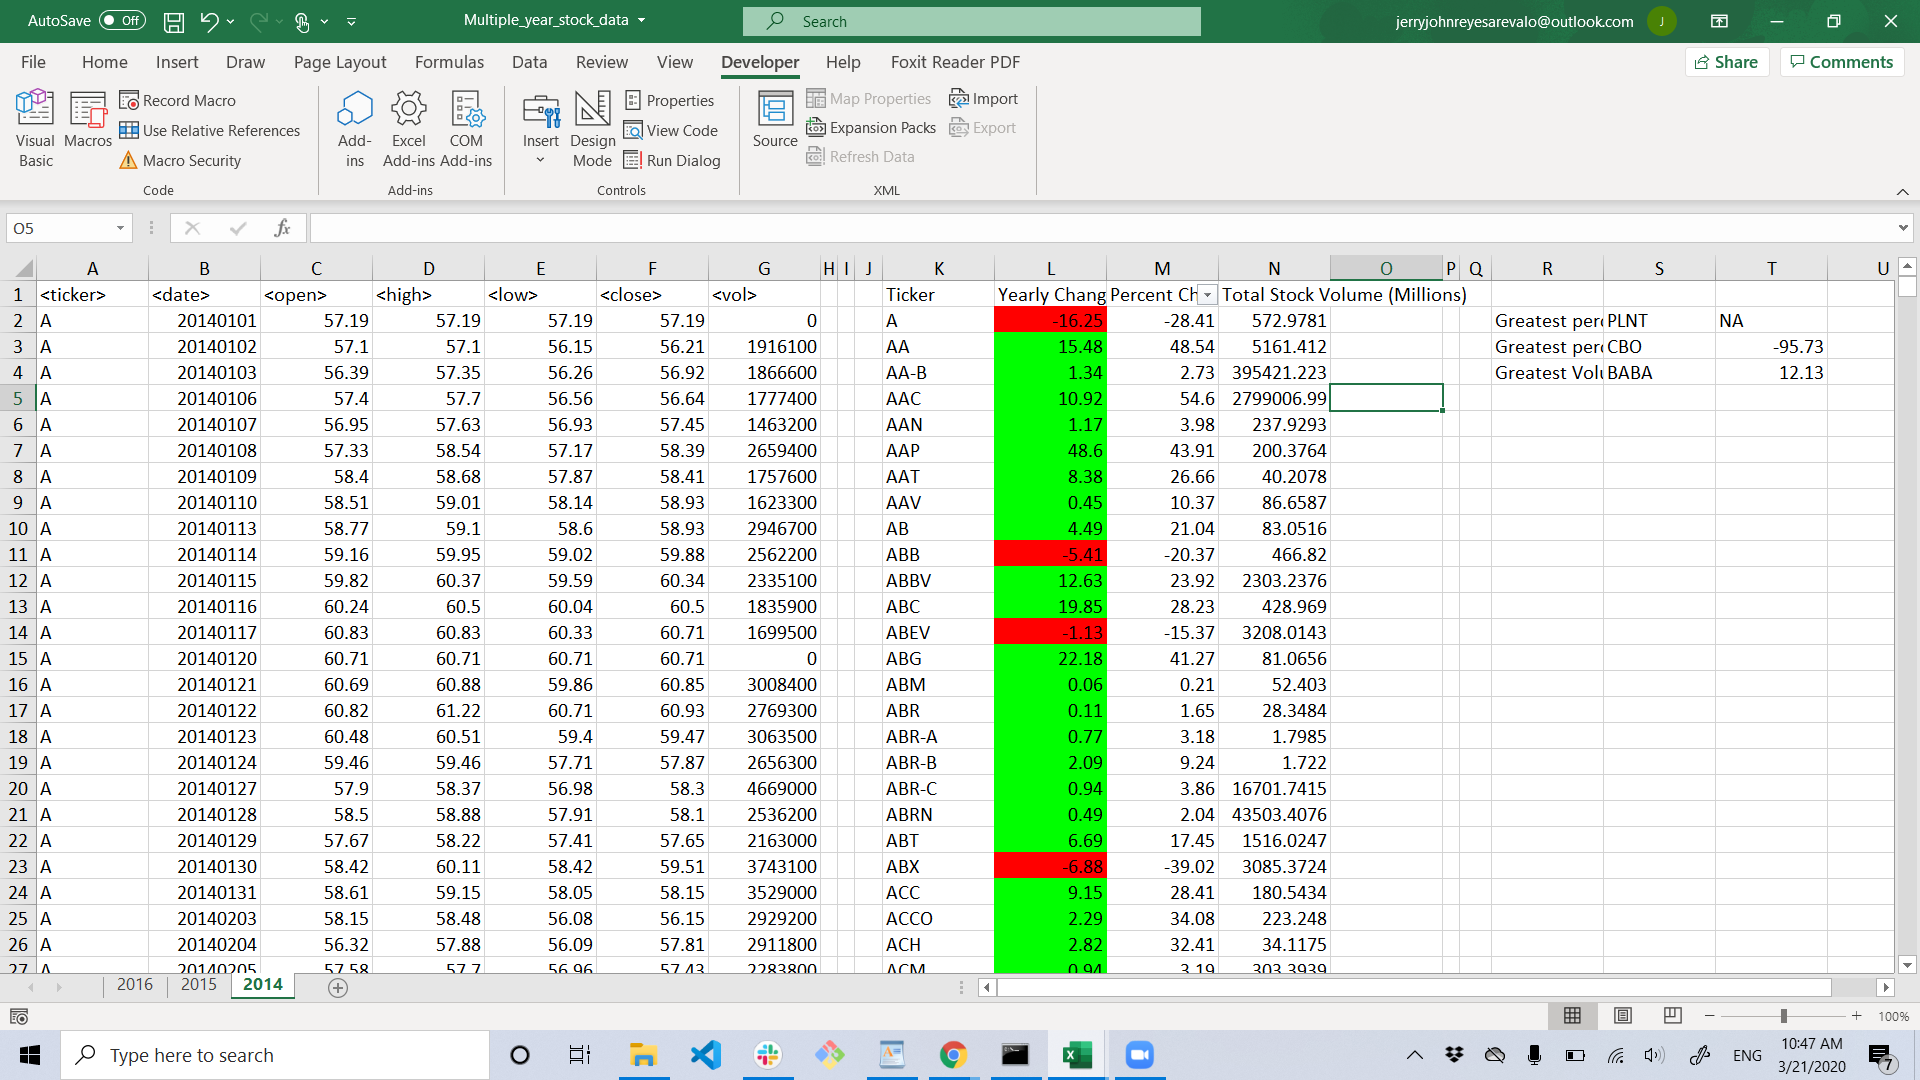 AutoSave Off Multiple_year_stock_data Search jerryjohnreyesarevalo@outlook.com J
File Home Insert Draw Page Layout Formulas Data Review View Developer Help Foxit Reader PDF Share Comments
Visual Basic Macros Record Macro Use Relative References Macro Security Code
Add-ins Excel Add-ins COM Add-ins Add-ins
Insert Design Mode Properties View Code Run Dialog Controls
Source Map Properties Expansion Packs Refresh Data Import Export XML
O5 fx
A B C D E F G H I J K L M N O P Q R S T U
1 <ticker> <date> <open> <high> <low> <close> <vol> Ticker Yearly Chang Percent Ch Total Stock Volume (Millions)
2 A 20140101 57.19 57.19 57.19 57.19 0 A -16.25 -28.41 572.9781 Greatest perc PLNT NA
3 A 20140102 57.1 57.1 56.15 56.21 1916100 AA 15.48 48.54 5161.412 Greatest perc CBO -95.73
4 A 20140103 56.39 57.35 56.26 56.92 1866600 AA-B 1.34 2.73 395421.223 Greatest Volu BABA 12.13
5 A 20140106 57.4 57.7 56.56 56.64 1777400 AAC 10.92 54.6 2799006.99
6 A 20140107 56.95 57.63 56.93 57.45 1463200 AAN 1.17 3.98 237.9293
7 A 20140108 57.33 58.54 57.17 58.39 2659400 AAP 48.6 43.91 200.3764
8 A 20140109 58.4 58.68 57.87 58.41 1757600 AAT 8.38 26.66 40.2078
9 A 20140110 58.51 59.01 58.14 58.93 1623300 AAV 0.45 10.37 86.6587
10 A 20140113 58.77 59.1 58.6 58.93 2946700 AB 4.49 21.04 83.0516
11 A 20140114 59.16 59.95 59.02 59.88 2562200 ABB -5.41 -20.37 466.82
12 A 20140115 59.82 60.37 59.59 60.34 2335100 ABBV 12.63 23.92 2303.2376
13 A 20140116 60.24 60.5 60.04 60.5 1835900 ABC 19.85 28.23 428.969
14 A 20140117 60.83 60.83 60.33 60.71 1699500 ABEV -1.13 -15.37 3208.0143
15 A 20140120 60.71 60.71 60.71 60.71 0 ABG 22.18 41.27 81.0656
16 A 20140121 60.69 60.88 59.86 60.85 3008400 ABM 0.06 0.21 52.403
17 A 20140122 60.82 61.22 60.71 60.93 2769300 ABR 0.11 1.65 28.3484
18 A 20140123 60.48 60.51 59.4 59.47 3063500 ABR-A 0.77 3.18 1.7985
19 A 20140124 59.46 59.46 57.71 57.87 2656300 ABR-B 2.09 9.24 1.722
20 A 20140127 57.9 58.37 56.98 58.3 4669000 ABR-C 0.94 3.86 16701.7415
21 A 20140128 58.5 58.88 57.91 58.1 2536200 ABRN 0.49 2.04 43503.4076
22 A 20140129 57.67 58.22 57.41 57.65 2163000 ABT 6.69 17.45 1516.0247
23 A 20140130 58.42 60.11 58.42 59.51 3743100 ABX -6.88 -39.02 3085.3724
24 A 20140131 58.61 59.15 58.05 58.15 3529000 ACC 9.15 28.41 180.5434
25 A 20140203 58.15 58.48 56.08 56.15 2929200 ACCO 2.29 34.08 223.248
26 A 20140204 56.32 57.88 56.09 57.81 2911800 ACH 2.82 32.41 34.1175
27 A 20140205 57.58 57.7 56.96 57.43 2283800 ACM 0.94 3.19 303.3939
2016 2015 2014
100%
Type here to search ENG 10:47 AM
3/21/2020 7